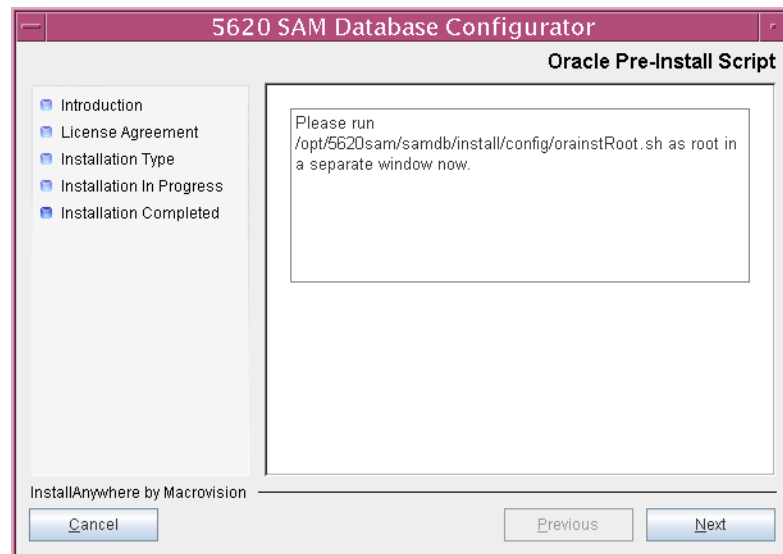 5620 SAM Database Configurator
Oracle Pre-Install Script
Introduction
License Agreement
Installation Type
Installation In Progress
Installation Completed
Please run
/opt/5620sam/samdb/install/config/orainstRoot.sh as root in
a separate window now.
InstallAnywhere by Macrovision
Cancel
Previous
Next